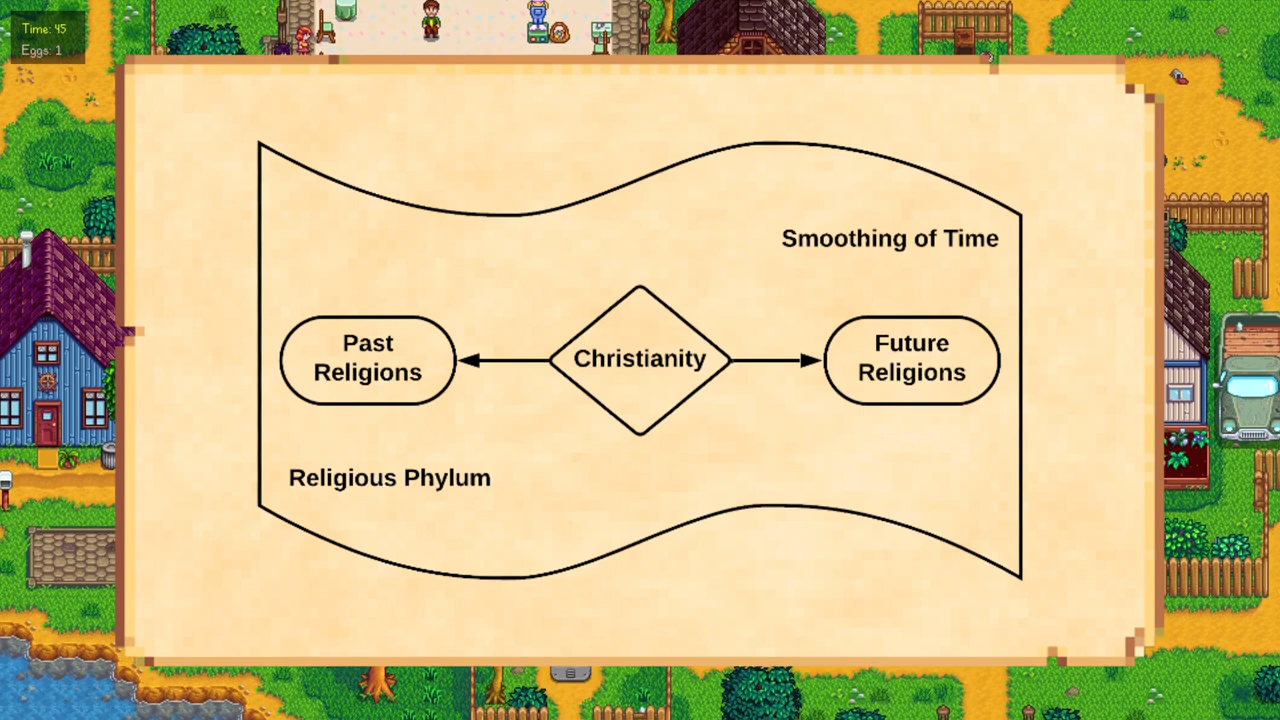 Time: 45
Eggs: 1
Smoothing of Time
Past
Religions
Christianity
Future
Religions
Religious Phylum